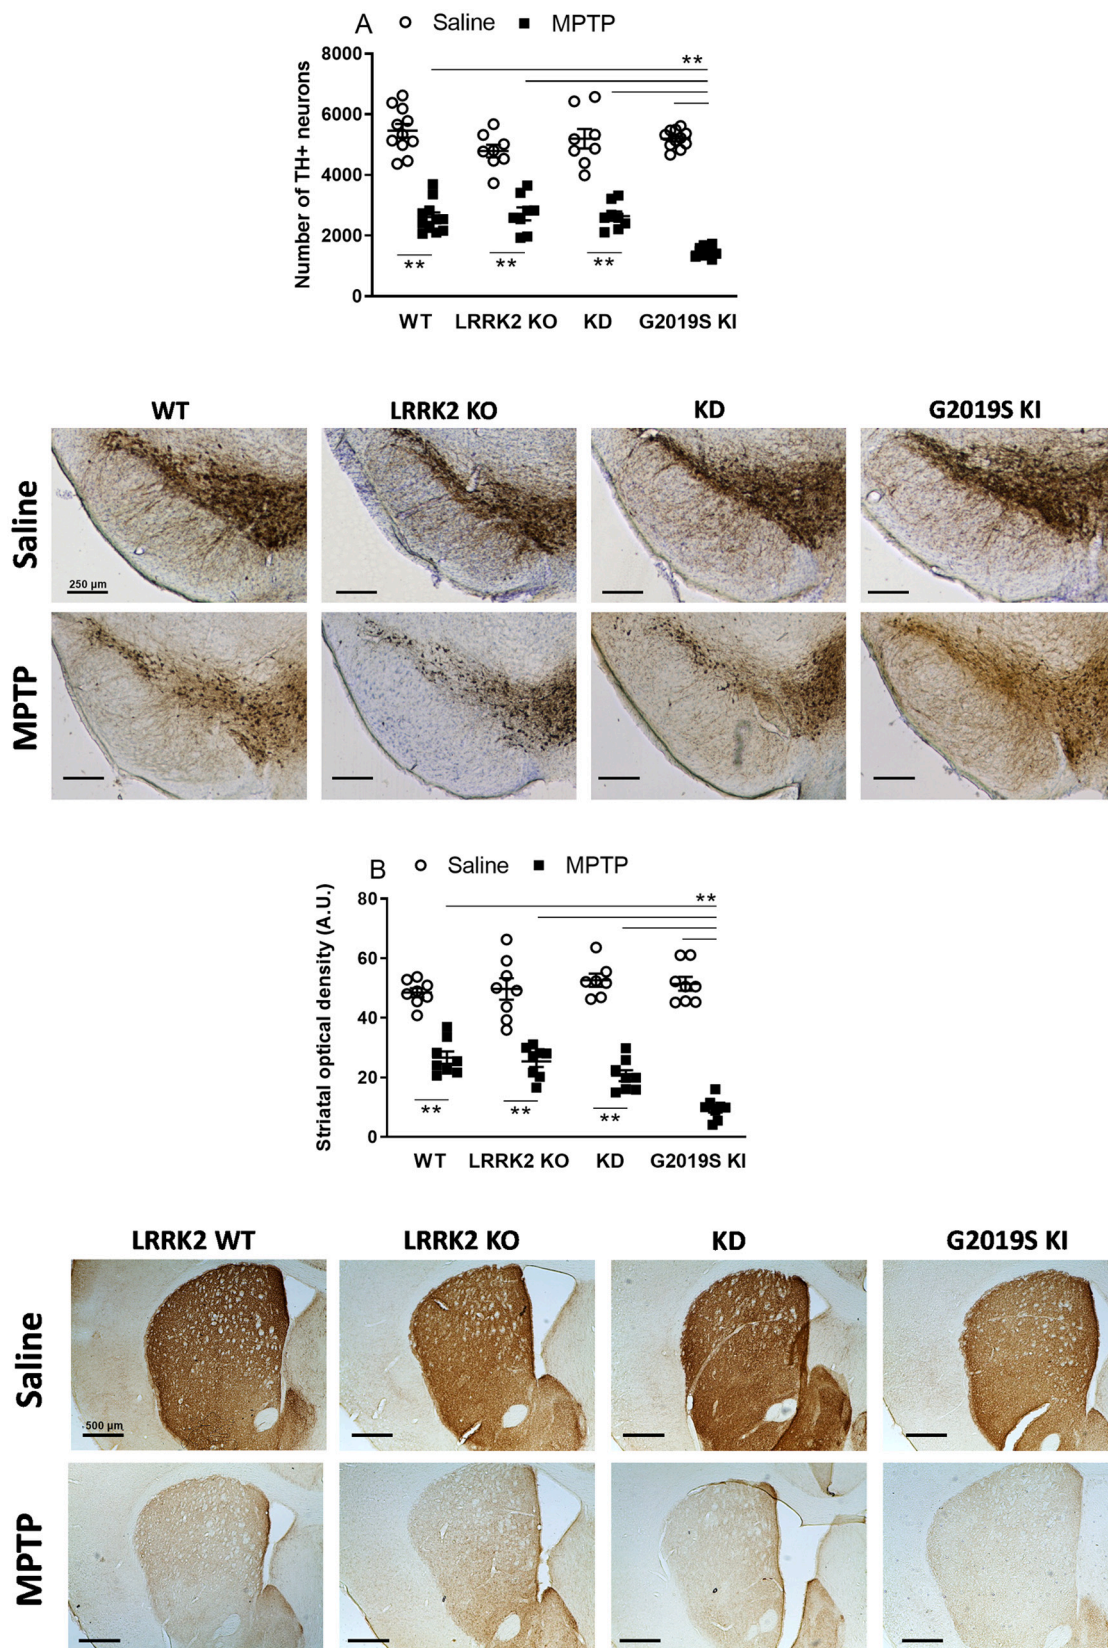 A Saline MPTP
Number of TH+ neurons
8000
6000
4000
2000
0
**
** ** **
WT LRRK2 KO KD G2019S KI
WT LRRK2 KO KD G2019S KI
Saline
250 µm
MPTP
B Saline MPTP
Striatal optical density (A.U.)
80
60
40
20
0
**
** ** **
WT LRRK2 KO KD G2019S KI
LRRK2 WT LRRK2 KO KD G2019S KI
Saline
500 µm
MPTP